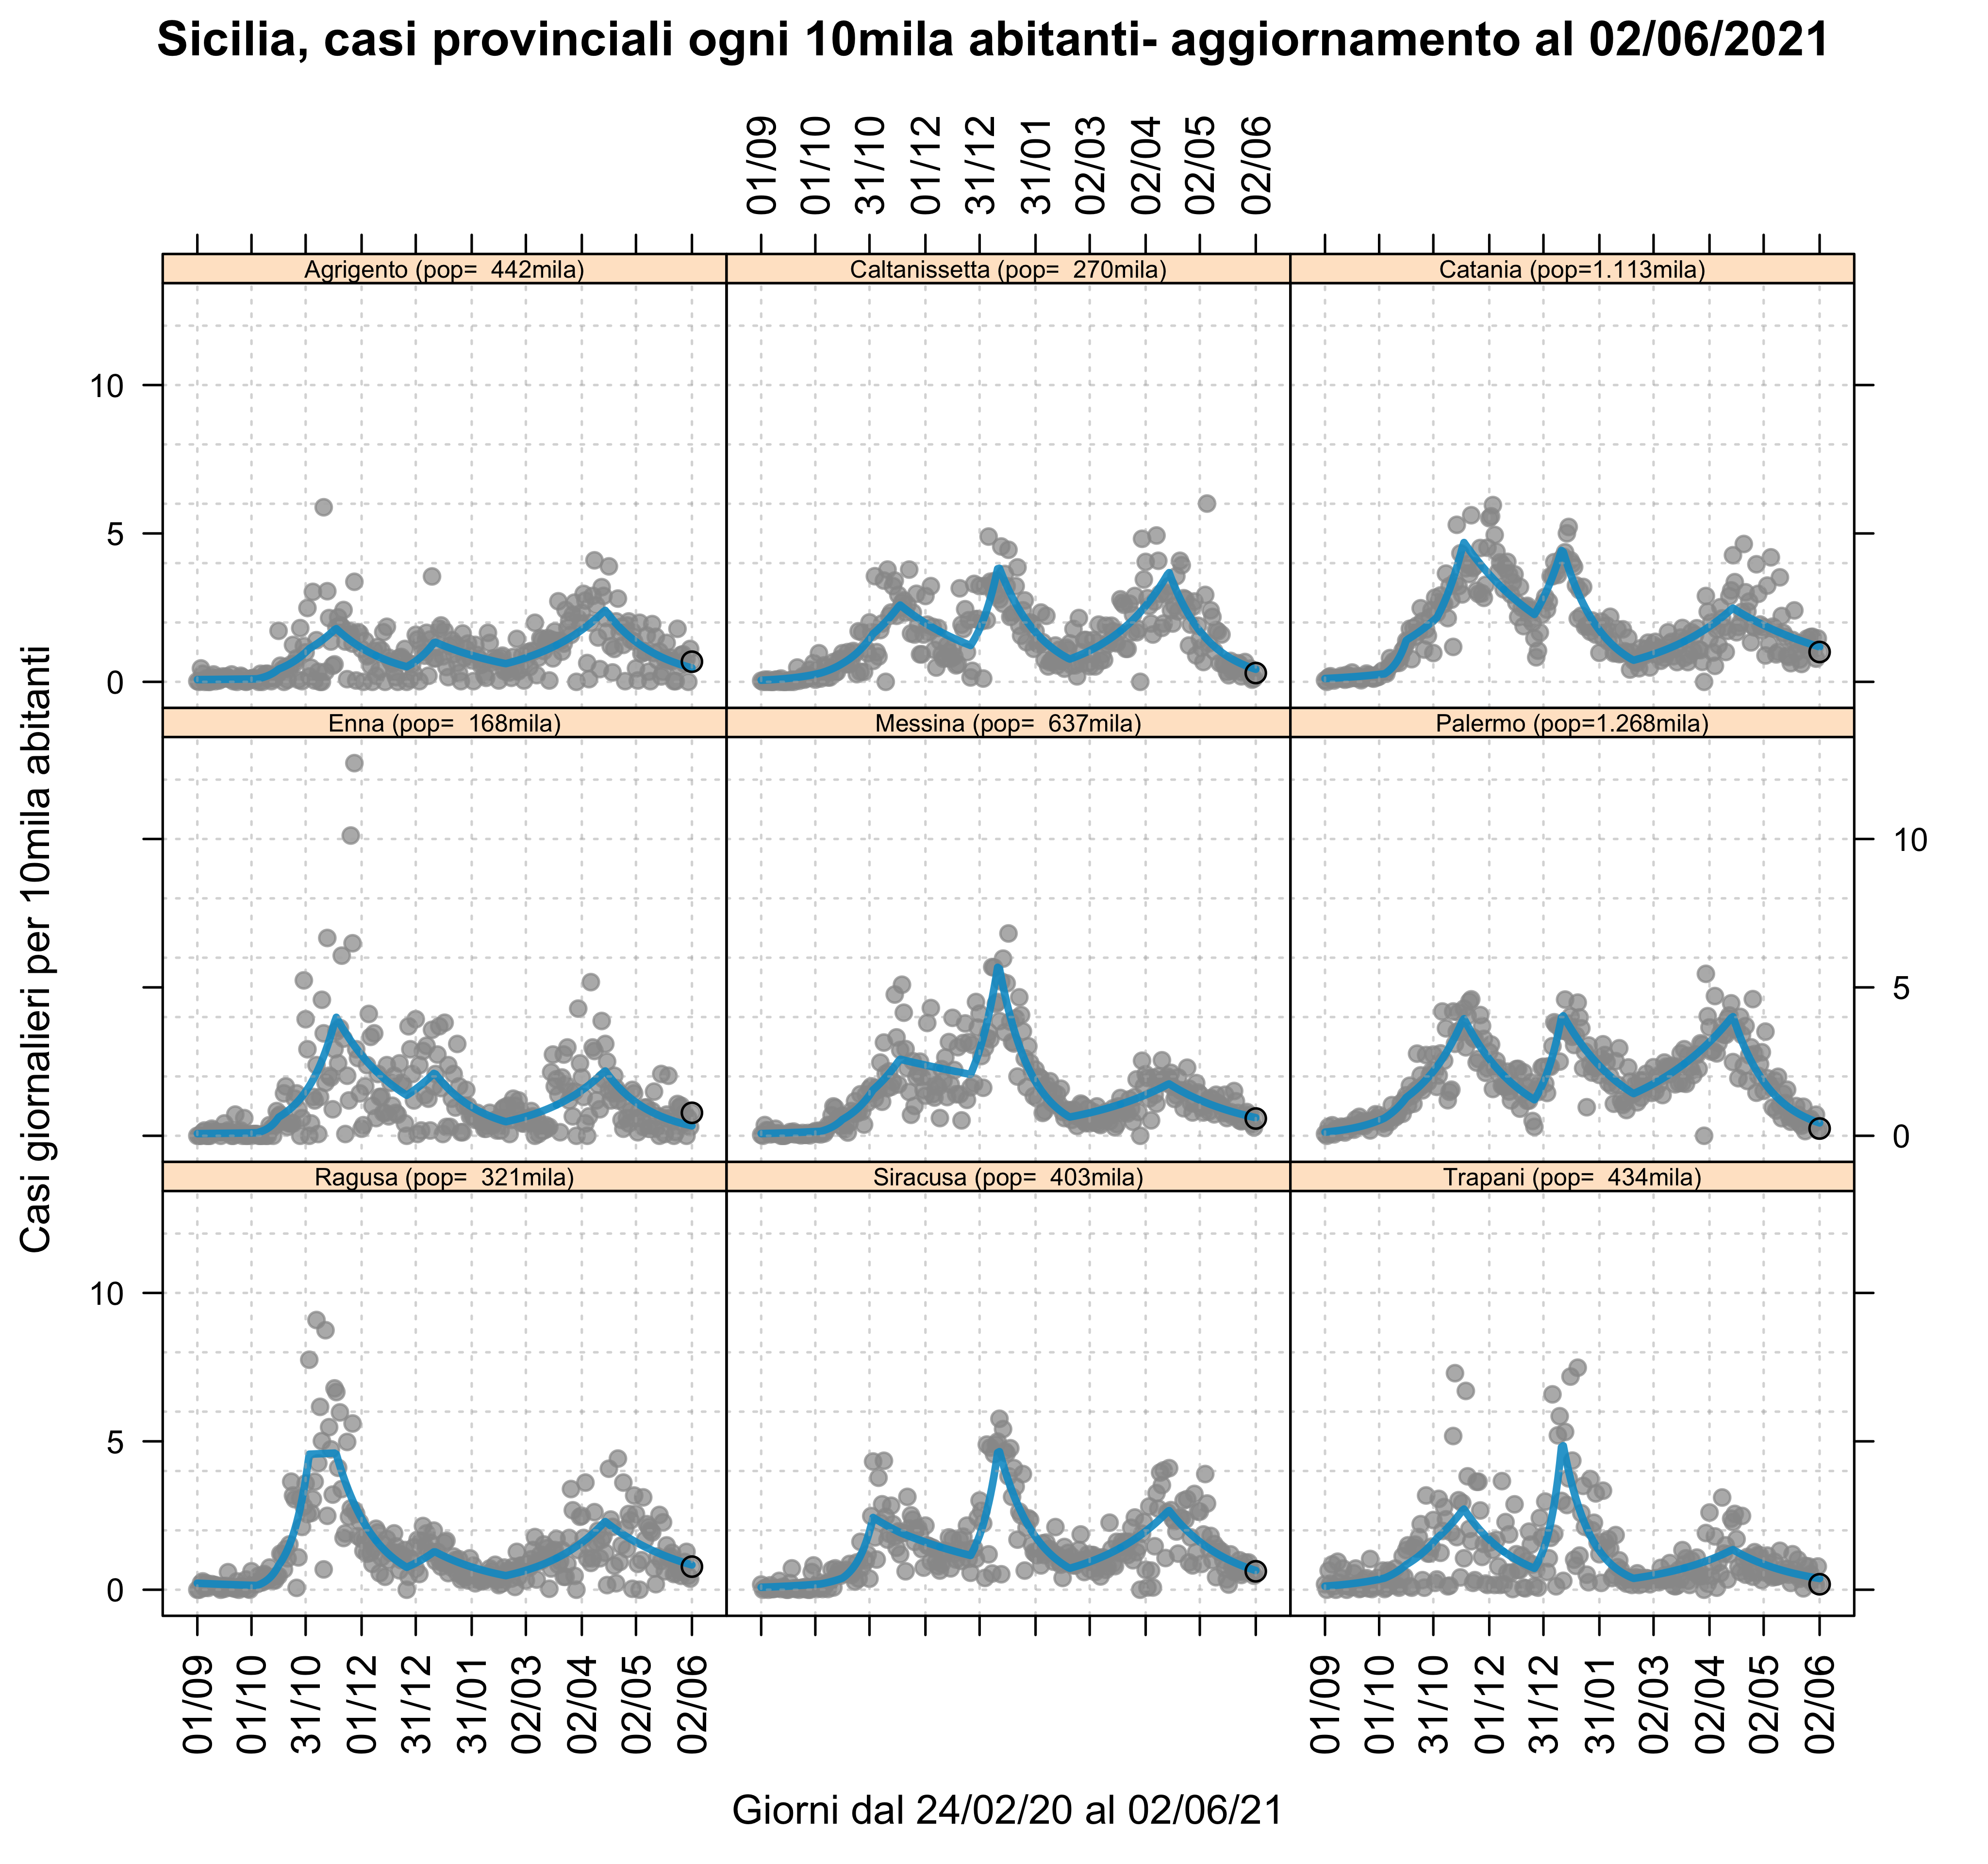 Sicilia, casi provinciali ogni 10mila abitanti- aggiornamento al 02/06/2021
01/09 01/10 31/10 01/12 31/12 31/01 02/03 02/04 02/05 02/06
Agrigento (pop=  442mila)
Caltanissetta (pop=  270mila)
Catania (pop=1.113mila)
10
5
0
Casi giornalieri per 10mila abitanti
Enna (pop=  168mila)
Messina (pop=  637mila)
Palermo (pop=1.268mila)
10
5
0
Ragusa (pop=  321mila)
Siracusa (pop=  403mila)
Trapani (pop=  434mila)
10
5
0
01/09 01/10 31/10 01/12 31/12 31/01 02/03 02/04 02/05 02/06
01/09 01/10 31/10 01/12 31/12 31/01 02/03 02/04 02/05 02/06
Giorni dal 24/02/20 al 02/06/21